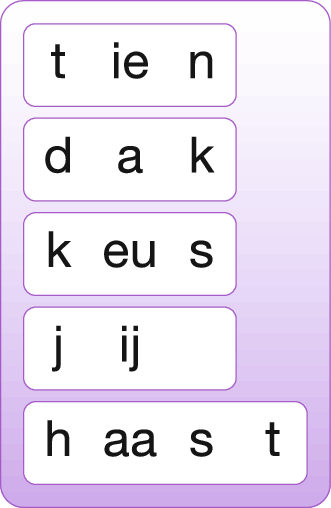 t ie n
d a k
k eu s
j ij
h aa s t